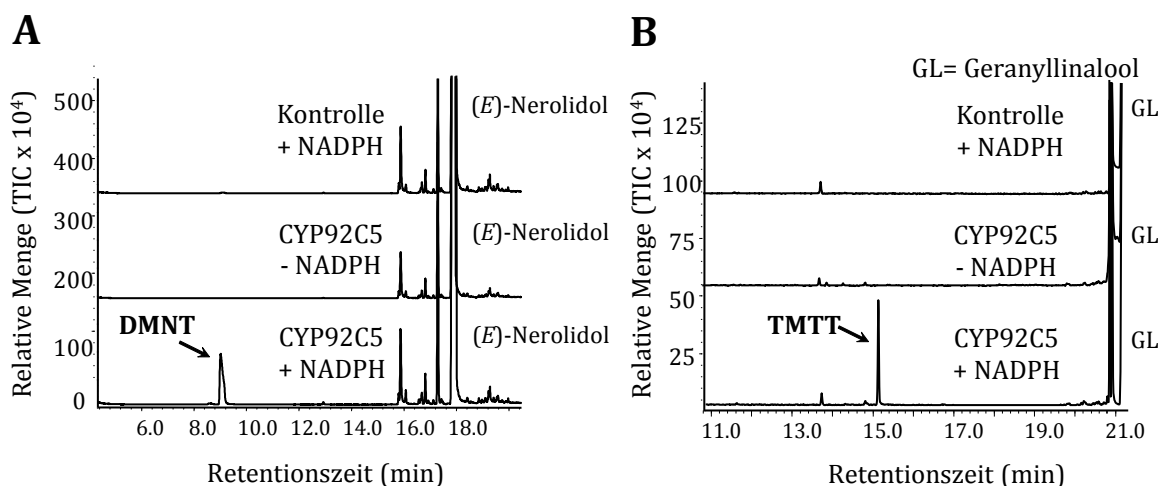 A
Relative Menge (TIC x 10⁴)
500
400
300
200
100
0
Kontrolle
+ NADPH
(E)-Nerolidol
CYP92C5
- NADPH
(E)-Nerolidol
DMNT
CYP92C5
+ NADPH
(E)-Nerolidol
6.0 8.0 10.0 12.0 14.0 16.0 18.0
Retentionszeit (min)
B
GL= Geranyllinalool
Relative Menge (TIC x 10⁴)
125
100
75
50
25
Kontrolle
+ NADPH
GL
CYP92C5
- NADPH
GL
TMTT
CYP92C5
+ NADPH
GL
11.0 13.0 15.0 17.0 19.0 21.0
Retentionszeit (min)